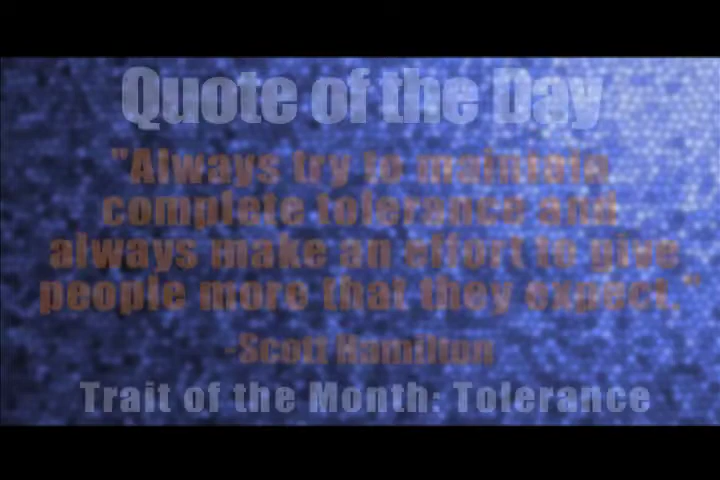 Quote of the Day
"Always try to maintain
complete tolerance and
always make an effort to give
people more that they expect."
-Scott Hamilton
Trait of the Month: Tolerance